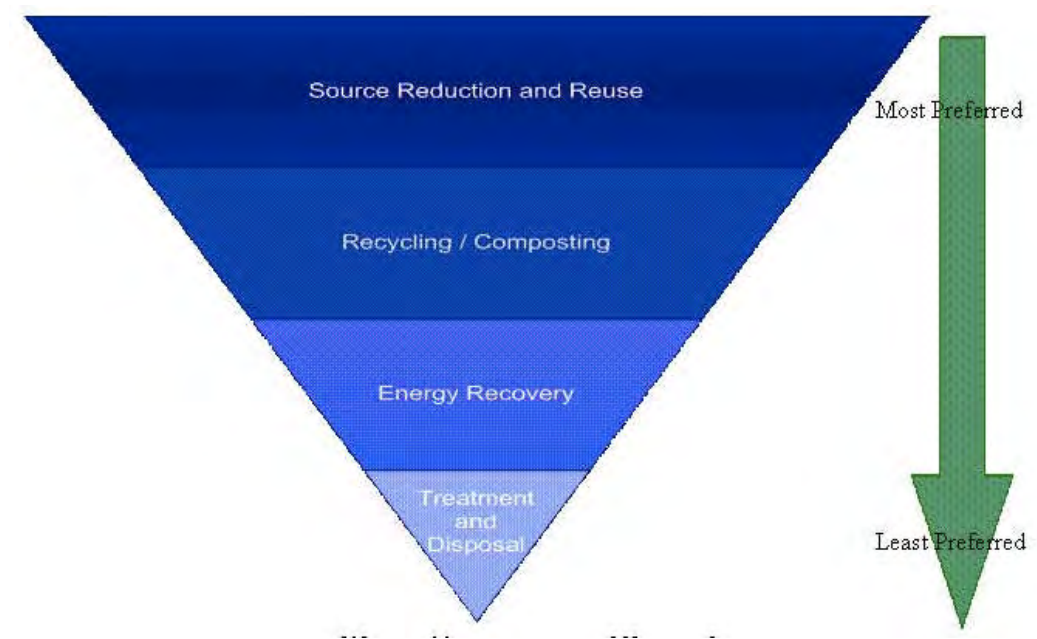 Source Reduction and Reuse
Most Preferred
Recycling / Composting
Energy Recovery
Treatment
and
Disposal
Least Preferred